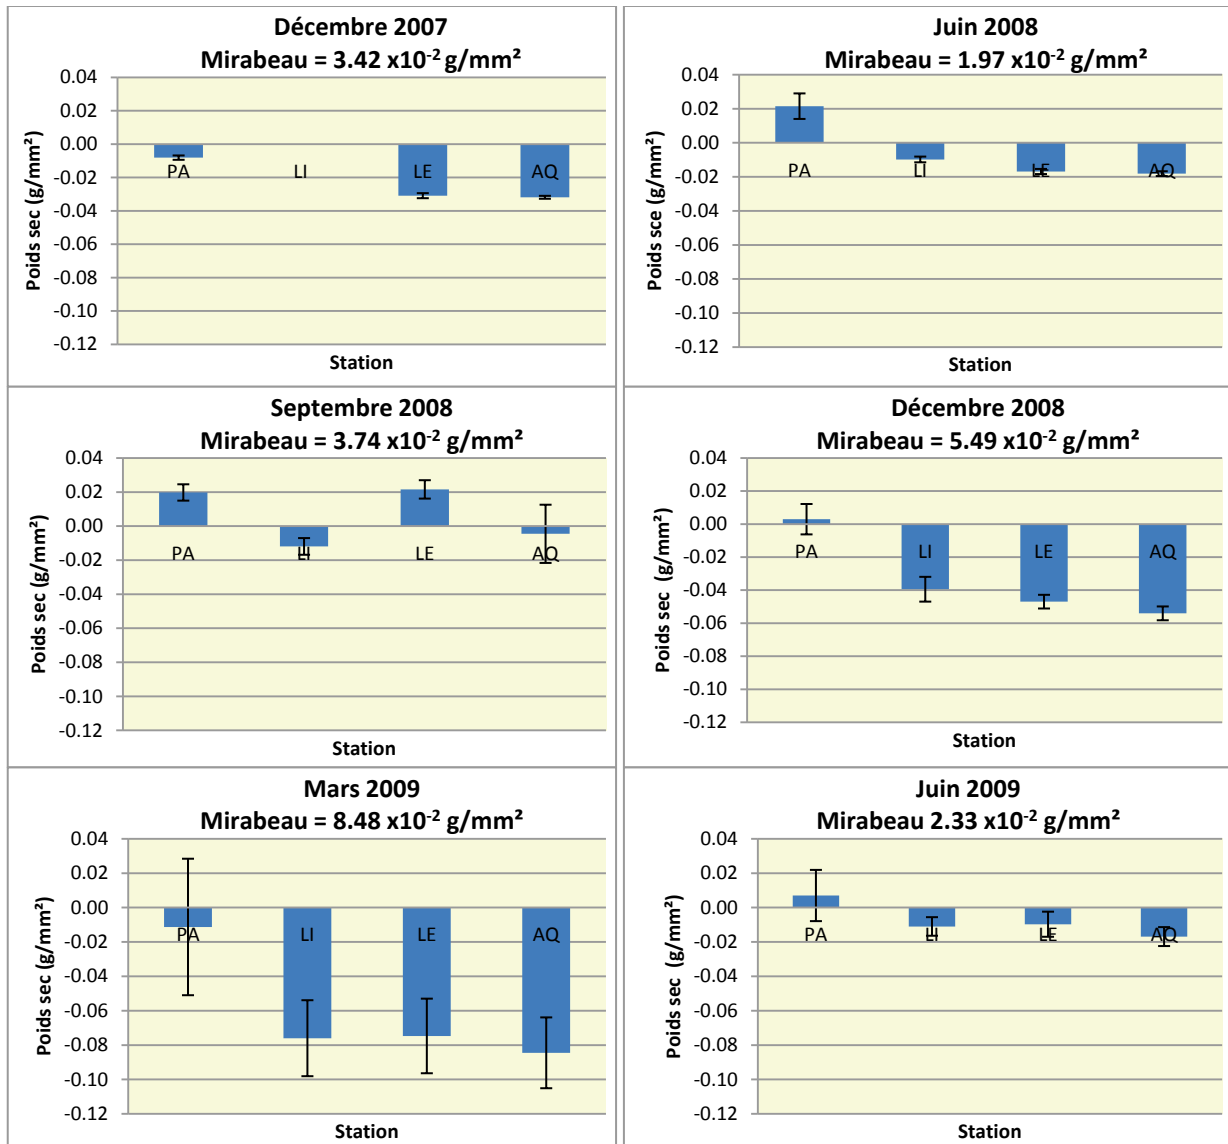 Décembre 2007
Mirabeau = 3.42 x10⁻² g/mm²
Poids sec (g/mm²)
0.04
0.02
0.00
-0.02
-0.04
-0.06
-0.08
-0.10
-0.12
PA LI LE AQ
Station
Juin 2008
Mirabeau = 1.97 x10⁻² g/mm²
Poids sce (g/mm²)
0.04
0.02
0.00
-0.02
-0.04
-0.06
-0.08
-0.10
-0.12
PA LI LE AQ
Station
Septembre 2008
Mirabeau = 3.74 x10⁻² g/mm²
Poids sec (g/mm²)
0.04
0.02
0.00
-0.02
-0.04
-0.06
-0.08
-0.10
-0.12
PA LI LE AQ
Station
Décembre 2008
Mirabeau = 5.49 x10⁻² g/mm²
Poids sec (g/mm²)
0.04
0.02
0.00
-0.02
-0.04
-0.06
-0.08
-0.10
-0.12
PA LI LE AQ
Station
Mars 2009
Mirabeau = 8.48 x10⁻² g/mm²
Poids sec (g/mm²)
0.04
0.02
0.00
-0.02
-0.04
-0.06
-0.08
-0.10
-0.12
PA LI LE AQ
Station
Juin 2009
Mirabeau 2.33 x10⁻² g/mm²
Poids sec (g/mm²)
0.04
0.02
0.00
-0.02
-0.04
-0.06
-0.08
-0.10
-0.12
PA LI LE AQ
Station